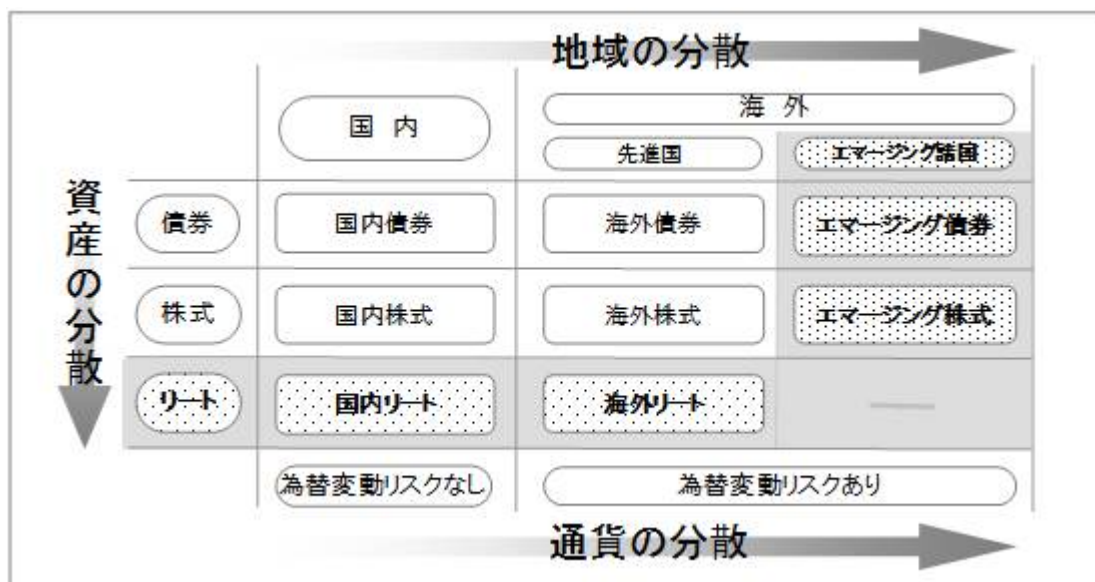 地域の分散
国 内
海 外
先進国
エマージング諸国
資産の分散
債券
国内債券
海外債券
エマージング債券
株式
国内株式
海外株式
エマージング株式
リート
国内リート
海外リート
為替変動リスクなし
為替変動リスクあり
通貨の分散